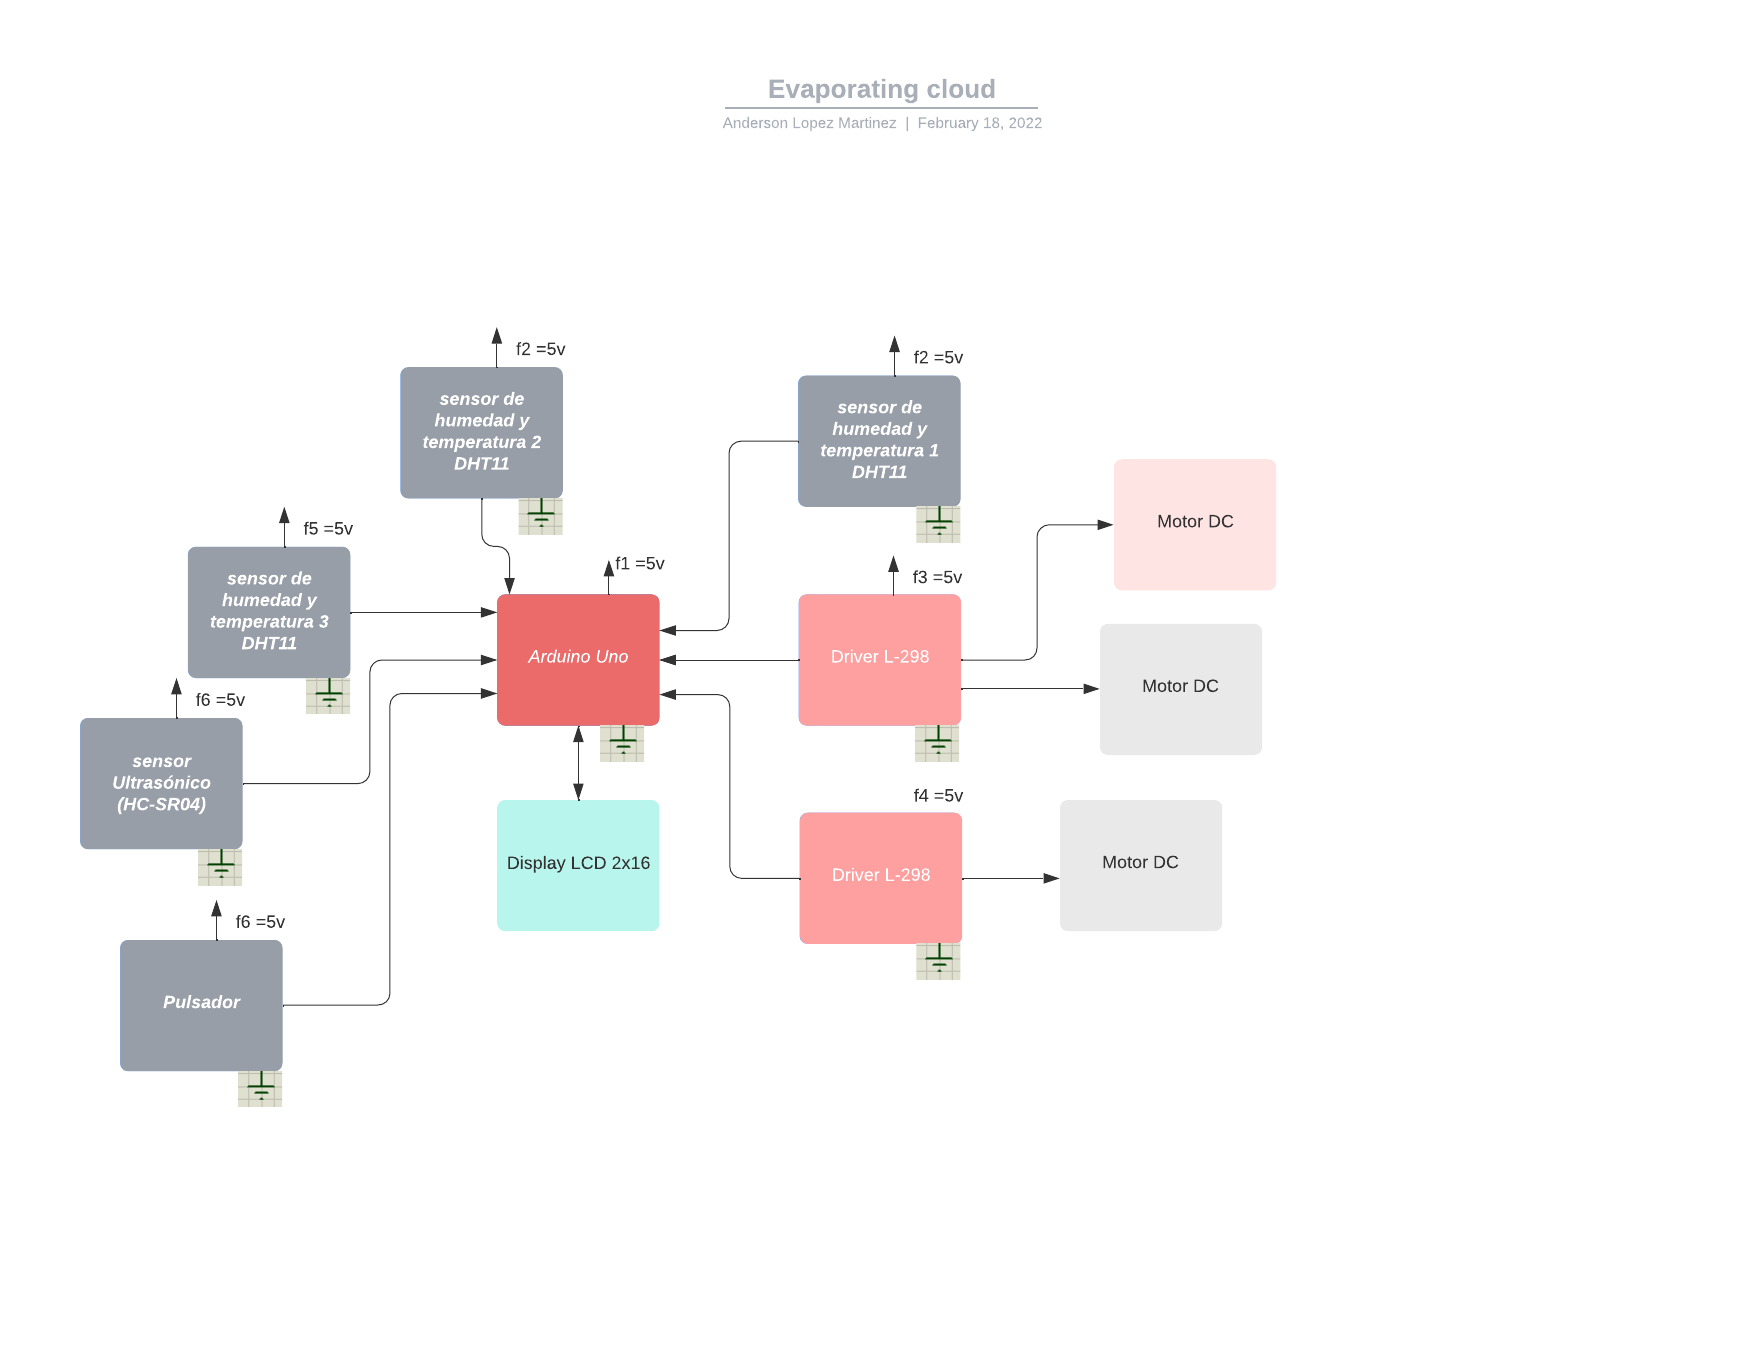 Evaporating cloud
Anderson Lopez Martinez | February 18, 2022
f2 =5v
sensor de
humedad y
temperatura 2
DHT11
f2 =5v
sensor de
humedad y
temperatura 1
DHT11
Motor DC
f5 =5v
sensor de
humedad y
temperatura 3
DHT11
f1 =5v
Arduino Uno
f3 =5v
Driver L-298
Motor DC
f6 =5v
sensor
Ultrasónico
(HC-SR04)
Display LCD 2x16
f4 =5v
Driver L-298
Motor DC
f6 =5v
Pulsador